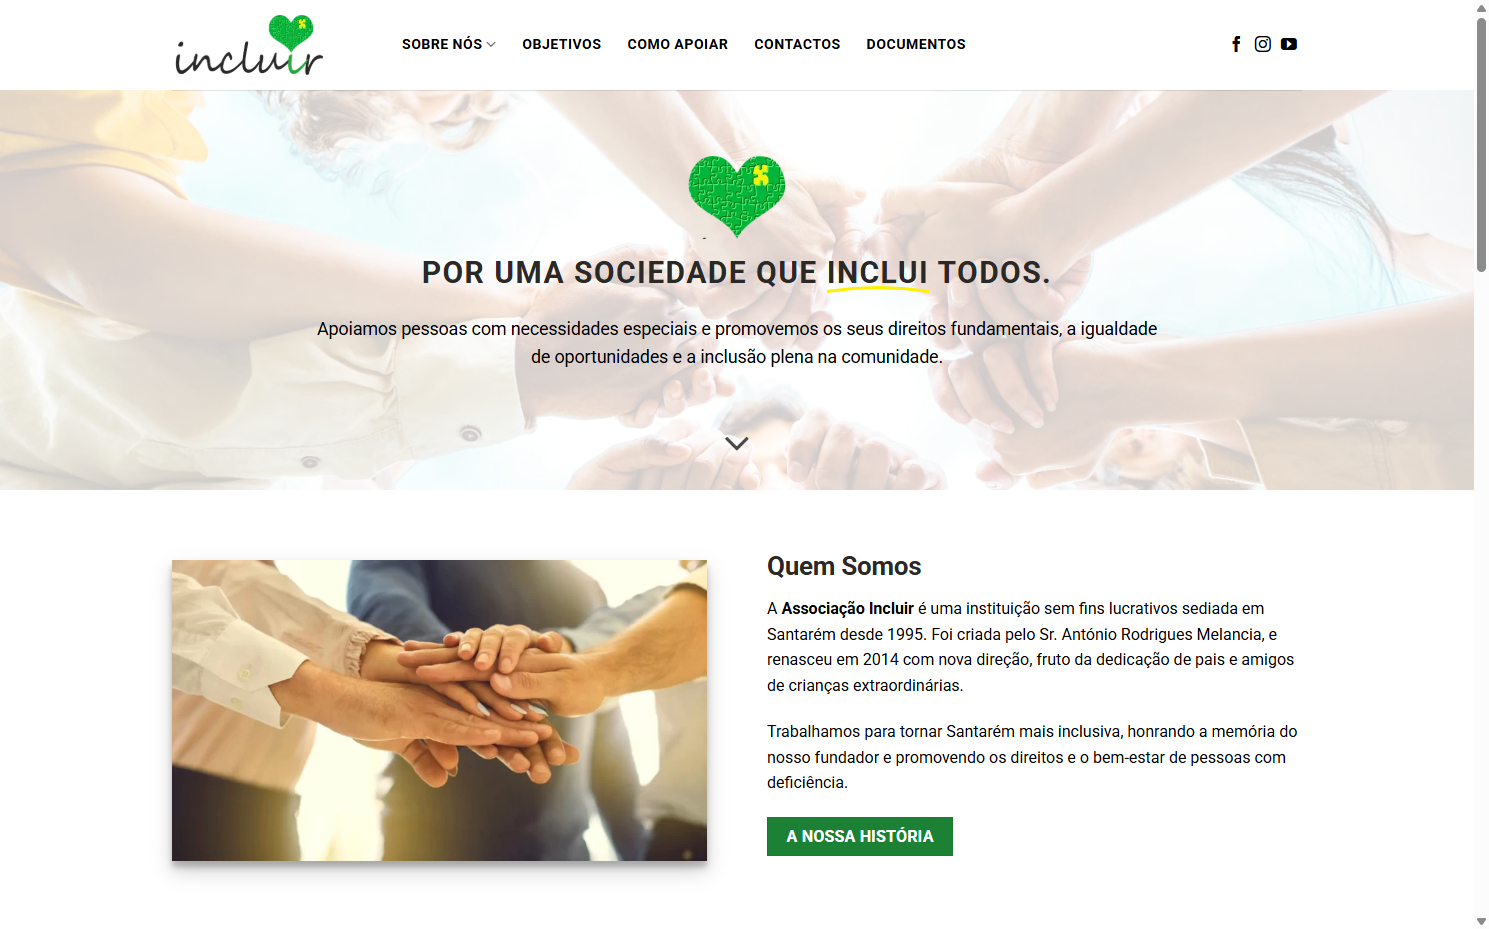 incluir
SOBRE NÓS
OBJETIVOS
COMO APOIAR
CONTACTOS
DOCUMENTOS
POR UMA SOCIEDADE QUE INCLUI TODOS.
Apoiamos pessoas com necessidades especiais e promovemos os seus direitos fundamentais, a igualdade
de oportunidades e a inclusão plena na comunidade.
Quem Somos
A Associação Incluir é uma instituição sem fins lucrativos sediada em
Santarém desde 1995. Foi criada pelo Sr. António Rodrigues Melancia, e
renasceu em 2014 com nova direção, fruto da dedicação de pais e amigos
de crianças extraordinárias.
Trabalhamos para tornar Santarém mais inclusiva, honrando a memória do
nosso fundador e promovendo os direitos e o bem-estar de pessoas com
deficiência.
A NOSSA HISTÓRIA